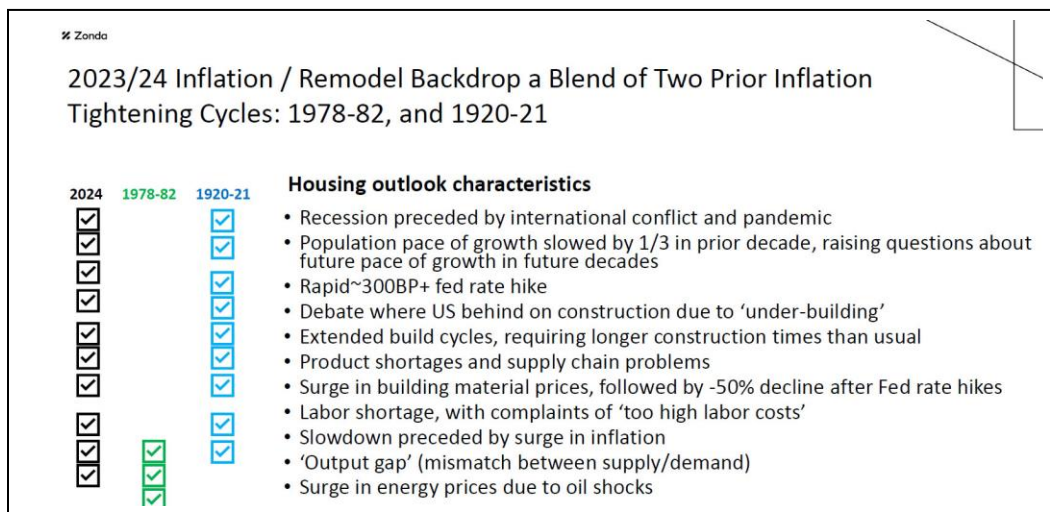 Zonda
2023/24 Inflation / Remodel Backdrop a Blend of Two Prior Inflation
Tightening Cycles: 1978-82, and 1920-21
2024 1978-82 1920-21
Housing outlook characteristics
• Recession preceded by international conflict and pandemic
• Population pace of growth slowed by 1/3 in prior decade, raising questions about
future pace of growth in future decades
• Rapid~300BP+ fed rate hike
• Debate where US behind on construction due to ‘under-building’
• Extended build cycles, requiring longer construction times than usual
• Product shortages and supply chain problems
• Surge in building material prices, followed by -50% decline after Fed rate hikes
• Labor shortage, with complaints of ‘too high labor costs’
• Slowdown preceded by surge in inflation
• ‘Output gap’ (mismatch between supply/demand)
• Surge in energy prices due to oil shocks